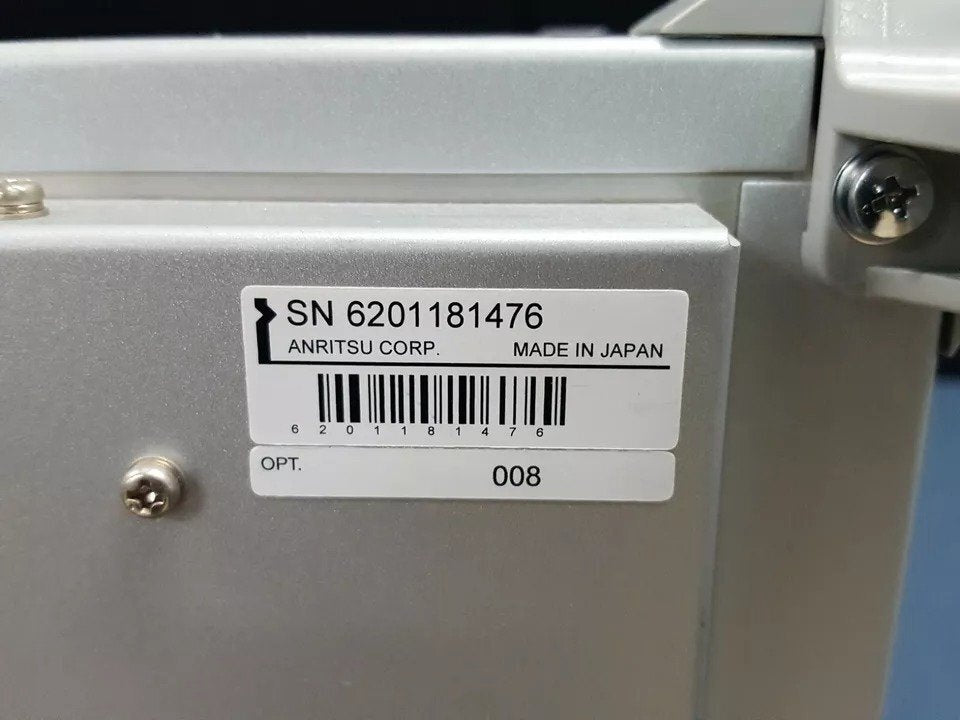 SN 6201181476
ANRITSU CORP. MADE IN JAPAN
6201181476
OPT. 008